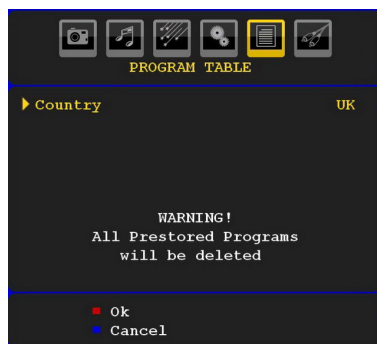 PROGRAM TABLE
Country UK
WARNING!
All Prestored Programs
will be deleted
Ok
Cancel